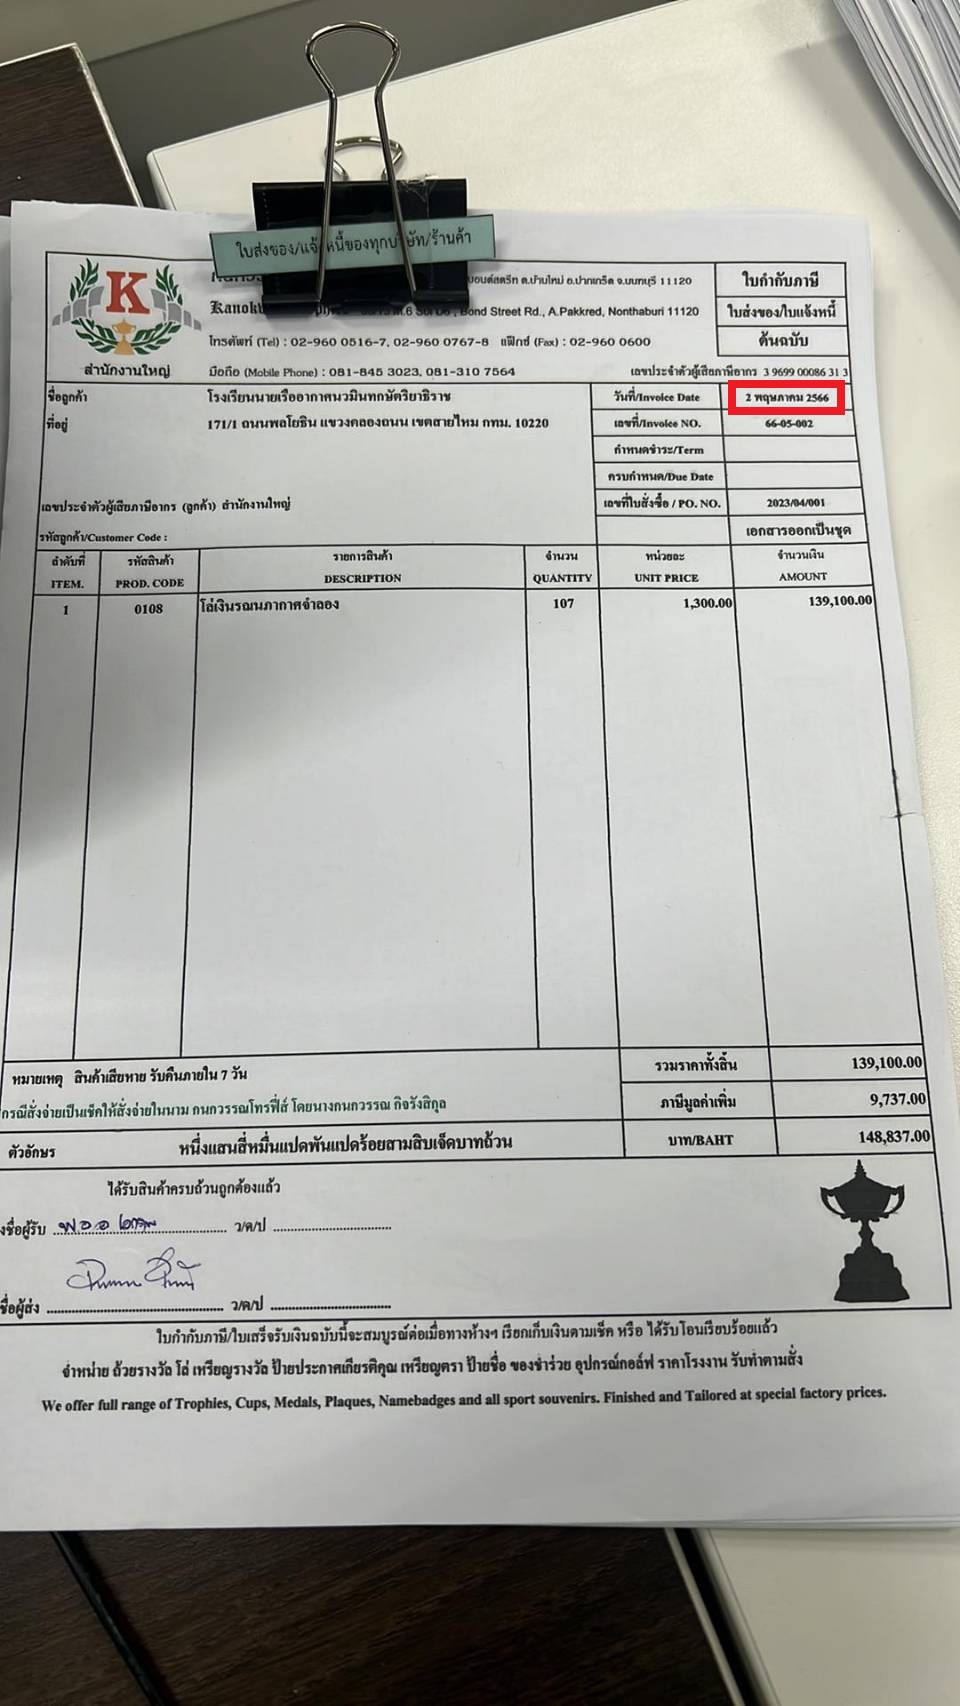 ใบส่งของ/แจ้งหนี้ของทุกบริษัท/ร้านค้า
K
บอนด์สตรีท ต.บ้านใหม่ อ.ปากเกร็ด จ.นนทบุรี 11120
Bond Street Rd., A.Pakkred, Nonthaburi 11120
โทรศัพท์ (Tel) : 02-960 0516-7, 02-960 0767-8 แฟ็กซ์ (Fax) : 02-960 0600
สำนักงานใหญ่
มือถือ (Mobile Phone) : 081-845 3023, 081-310 7564
ใบกำกับภาษี
ใบส่งของ/ใบแจ้งหนี้
ต้นฉบับ
เลขประจำตัวผู้เสียภาษีอากร 3 9699 00086 31 3
ชื่อลูกค้า โรงเรียนนายเรืออากาศนวมินทกษัตริยาธิราช
ที่อยู่ 171/1 ถนนพลโยธิน แขวงคลองถนน เขตสายไหม กทม. 10220
เลขประจำตัวผู้เสียภาษีอากร (ลูกค้า) สำนักงานใหญ่
รหัสลูกค้า/Customer Code :
วันที่/Invoice Date 2 พฤษภาคม 2566
เลขที่/Invoice NO. 66-05-002
กำหนดชำระ/Term
ครบกำหนด/Due Date
เลขที่ใบสั่งซื้อ / PO. NO. 2023/04/001
เอกสารออกเป็นชุด
ลำดับที่ รหัสสินค้า รายการสินค้า จำนวน หน่วยละ จำนวนเงิน
ITEM. PROD. CODE DESCRIPTION QUANTITY UNIT PRICE AMOUNT
1 0108 โล่เงินรณนภากาศจำลอง 107 1,300.00 139,100.00
หมายเหตุ สินค้าเสียหาย รับคืนภายใน 7 วัน
รวมราคาทั้งสิ้น 139,100.00
กรณีสั่งจ่ายเป็นเช็คให้สั่งจ่ายในนาม กนกวรรณโทรฟี่ส์ โดยนางกนกวรรณ กิจรังสิกุล
ภาษีมูลค่าเพิ่ม 9,737.00
ตัวอักษร หนึ่งแสนสี่หมื่นแปดพันแปดร้อยสามสิบเจ็ดบาทถ้วน
บาท/BAHT 148,837.00
ได้รับสินค้าครบถ้วนถูกต้องแล้ว
งชื่อผู้รับ พ.อ.อ ว/ด/ป
ชื่อผู้ส่ง ว/ด/ป
ใบกำกับภาษี/ใบเสร็จรับเงินฉบับนี้จะสมบูรณ์ต่อเมื่อทางห้างฯ เรียกเก็บเงินตามเช็ค หรือ ได้รับโอนเรียบร้อยแล้ว
จำหน่าย ถ้วยรางวัล โล่ เหรียญรางวัล ป้ายประกาศเกียรติคุณ เหรียญตรา ป้ายชื่อ ของชำร่วย อุปกรณ์กอล์ฟ ราคาโรงงาน รับทำตามสั่ง
We offer full range of Trophies, Cups, Medals, Plaques, Namebadges and all sport souvenirs. Finished and Tailored at special factory prices.